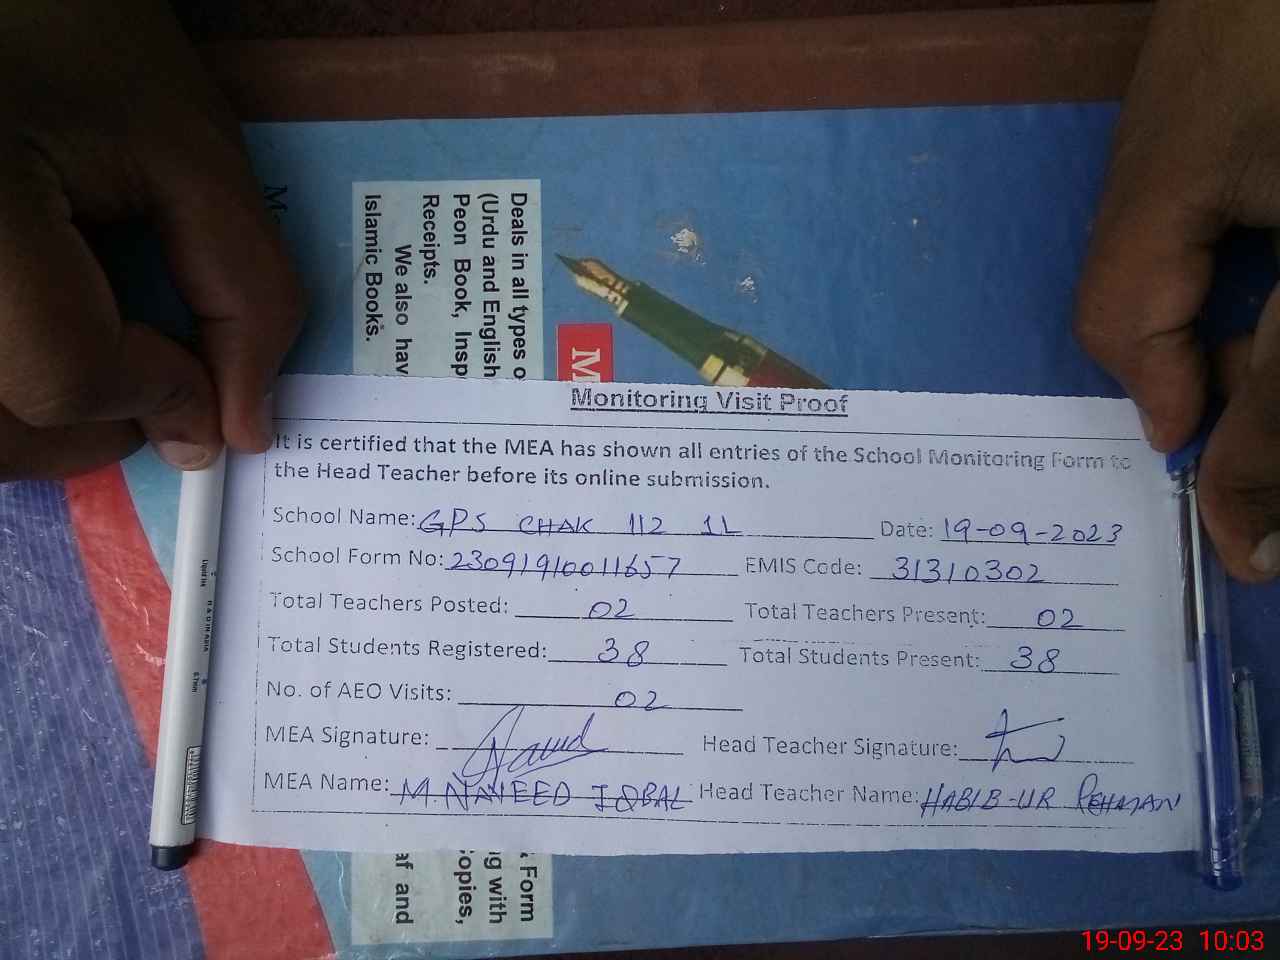 Monitoring Visit Proof
It is certified that the MEA has shown all entries of the School Monitoring Form to
the Head Teacher before its online submission.
School Name: GPS CHAK 112 1L Date: 19-09-2023
School Form No: 23091910011657 EMIS Code: 31310302
Total Teachers Posted: 02 Total Teachers Present: 02
Total Students Registered: 38 Total Students Present: 38
No. of AEO Visits: 02
MEA Signature: Head Teacher Signature:
MEA Name: M. NAVEED IQBAL Head Teacher Name: HABIB-UR REHMAN
Deals in all types o
(Urdu and English
Peon Book, Insp
Receipts.
We also hav
Islamic Books.
M
Form
ng with
opies,
af and
19-09-23 10:03